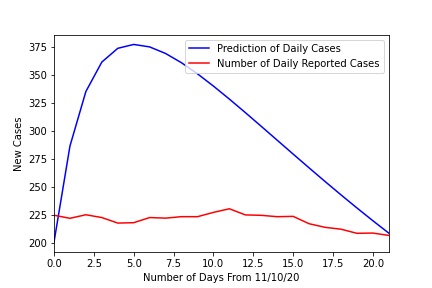 Prediction of Daily Cases
Number of Daily Reported Cases
New Cases
375
350
325
300
275
250
225
200
0.0 2.5 5.0 7.5 10.0 12.5 15.0 17.5 20.0
Number of Days From 11/10/20